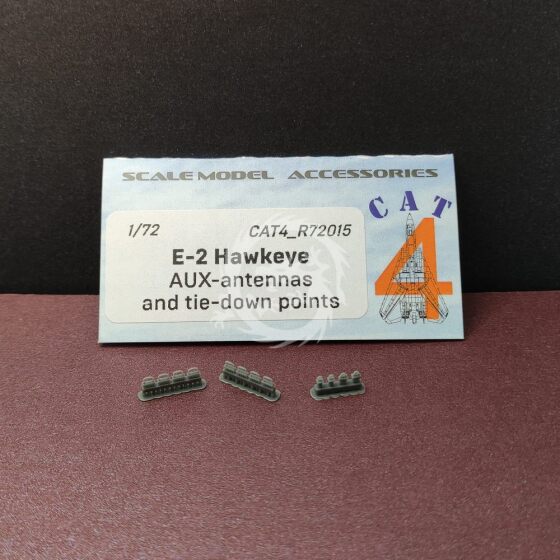 SCALE MODEL ACCESSORIES
CAT
4
1/72 CAT4_R72015
E-2 Hawkeye
AUX-antennas
and tie-down points